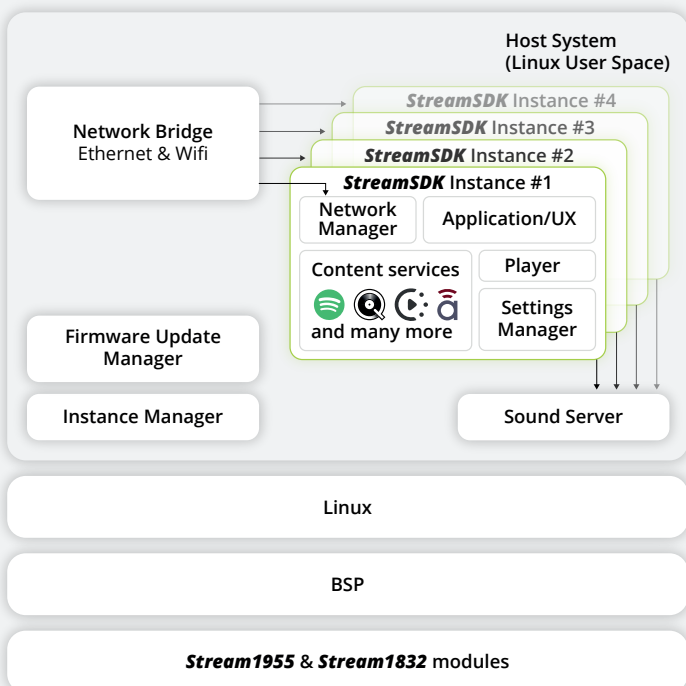 Host System
(Linux User Space)
Network Bridge
Ethernet & Wifi
StreamSDK Instance #4
StreamSDK Instance #3
StreamSDK Instance #2
StreamSDK Instance #1
Network
Manager
Application/UX
Content services
and many more
Player
Settings
Manager
Firmware Update
Manager
Instance Manager
Sound Server
Linux
BSP
Stream1955 & Stream1832 modules